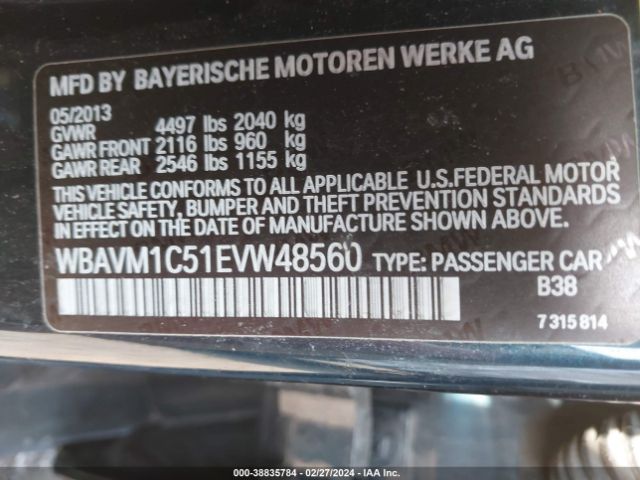 MFD BY BAYERISCHE MOTOREN WERKE AG
05/2013
GVWR 4497 lbs 2040 kg
GAWR FRONT 2116 lbs 960 kg
GAWR REAR 2546 lbs 1155 kg
THIS VEHICLE CONFORMS TO ALL APPLICABLE U.S.FEDERAL MOTOR
VEHICLE SAFETY, BUMPER AND THEFT PREVENTION STANDARDS
IN EFFECT ON THE DATE OF MANUFACTURE SHOWN ABOVE.
WBAVM1C51EVW48560 TYPE: PASSENGER CAR
B38
7315814
000-38835784 - 02/27/2024 - IAA Inc.